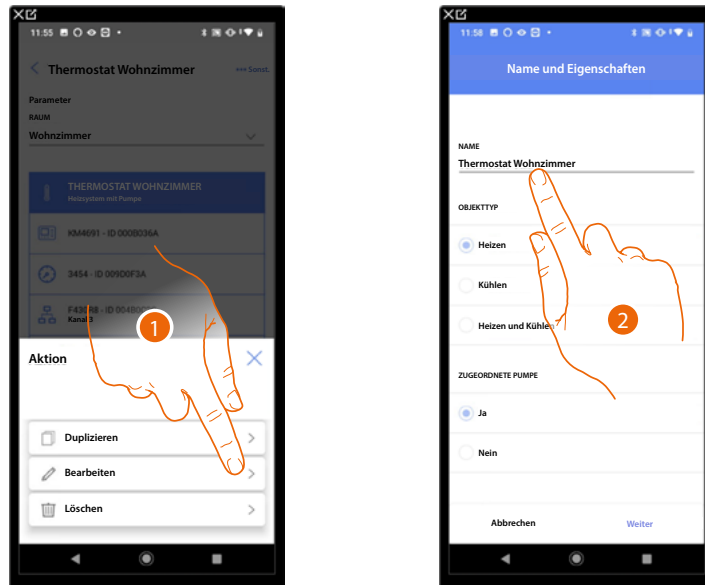 11:55
Thermostat Wohnzimmer
Sonst.
Parameter
RAUM
Wohnzimmer
THERMOSTAT WOHNZIMMER
Heizsystem mit Pumpe
KM4691 - ID 000B036A
3454 - ID 009D0F3A
Kanal 3
1
Aktion
Duplizieren
Bearbeiten
Löschen
11:58
Name und Eigenschaften
NAME
Thermostat Wohnzimmer
OBJEKTTYP
Heizen
Kühlen
Heizen und Kühlen
2
ZUGEORDNETE PUMPE
Ja
Nein
Abbrechen
Weiter